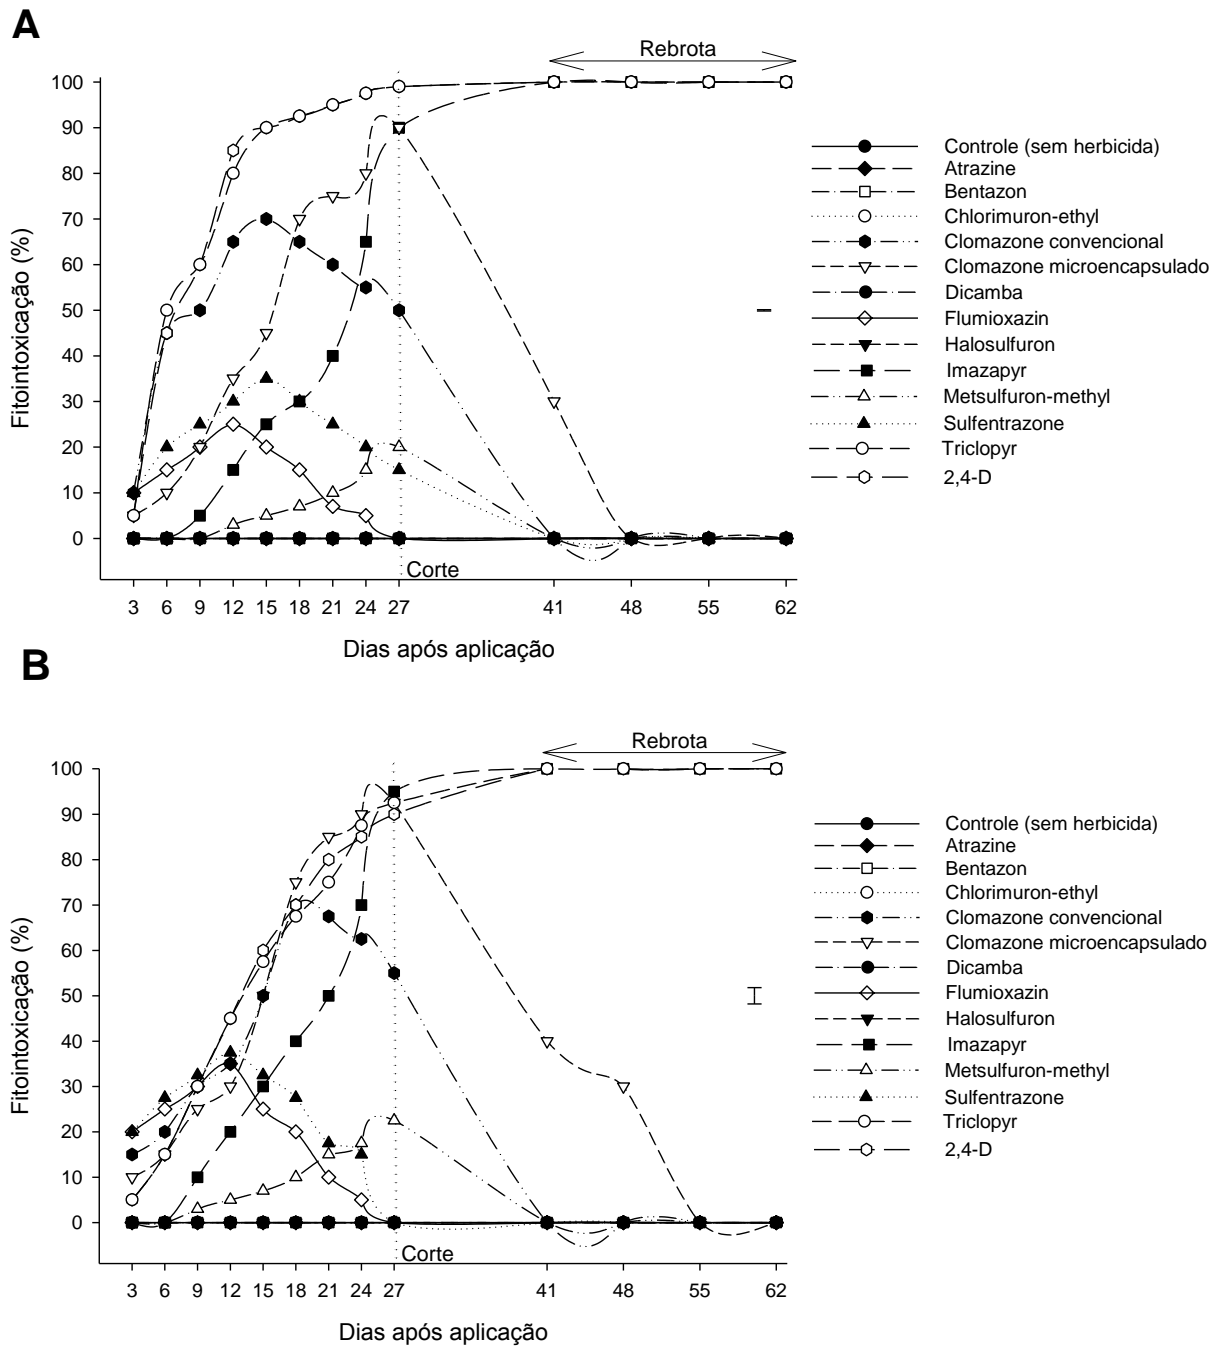 A
Rebrota
100
90
80
70
60
50
40
30
20
10
0
Fitointoxicação (%)
Corte
3 6 9 12 15 18 21 24 27 41 48 55 62
Dias após aplicação
Controle (sem herbicida)
Atrazine
Bentazon
Chlorimuron-ethyl
Clomazone convencional
Clomazone microencapsulado
Dicamba
Flumioxazin
Halosulfuron
Imazapyr
Metsulfuron-methyl
Sulfentrazone
Triclopyr
2,4-D
B
Rebrota
100
90
80
70
60
50
40
30
20
10
0
Fitointoxicação (%)
Corte
3 6 9 12 15 18 21 24 27 41 48 55 62
Dias após aplicação
Controle (sem herbicida)
Atrazine
Bentazon
Chlorimuron-ethyl
Clomazone convencional
Clomazone microencapsulado
Dicamba
Flumioxazin
Halosulfuron
Imazapyr
Metsulfuron-methyl
Sulfentrazone
Triclopyr
2,4-D